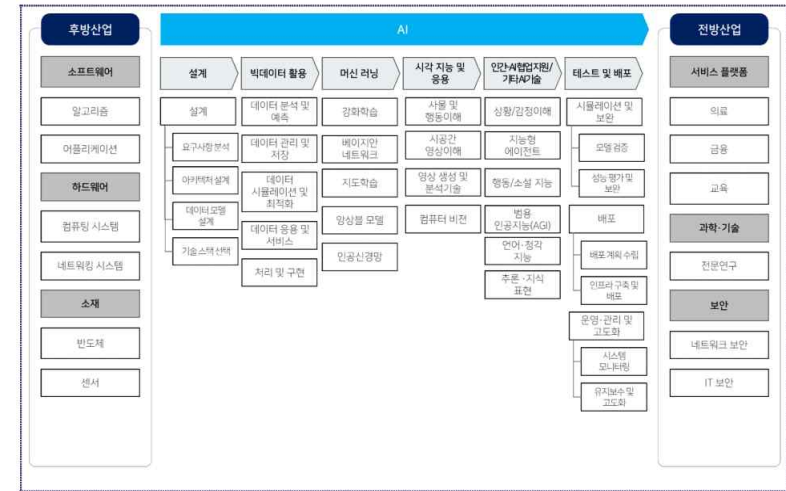 후방산업
AI
전방산업
소프트웨어
알고리즘
어플리케이션
하드웨어
컴퓨팅 시스템
네트워킹 시스템
소재
반도체
센서
설계
설계
요구사항 분석
아키텍처 설계
데이터 모델
설계
기술 스택 선택
빅데이터 활용
데이터 분석 및
예측
데이터 관리 및
저장
데이터
시뮬레이션 및
최적화
데이터 응용 및
서비스
처리 및 구현
머신 러닝
강화학습
베이지안
네트워크
지도학습
앙상블 모델
인공신경망
시각 지능 및
응용
사물 및
행동이해
시공간
영상이해
영상 생성 및
분석기술
컴퓨터 비전
인간-AI협업지원/
기타AI기술
상황/감정이해
지능형
에이전트
행동/소셜 지능
범용
인공지능(AGI)
언어·청각
지능
추론·지식
표현
테스트 및 배포
시뮬레이션 및
보완
모델 검증
성능 평가 및
보완
배포
배포 계획 수립
인프라 구축 및
배포
운영·관리 및
고도화
시스템
모니터링
유지보수 및
고도화
서비스 플랫폼
의료
금융
교육
과학·기술
전문연구
보안
네트워크 보안
IT 보안